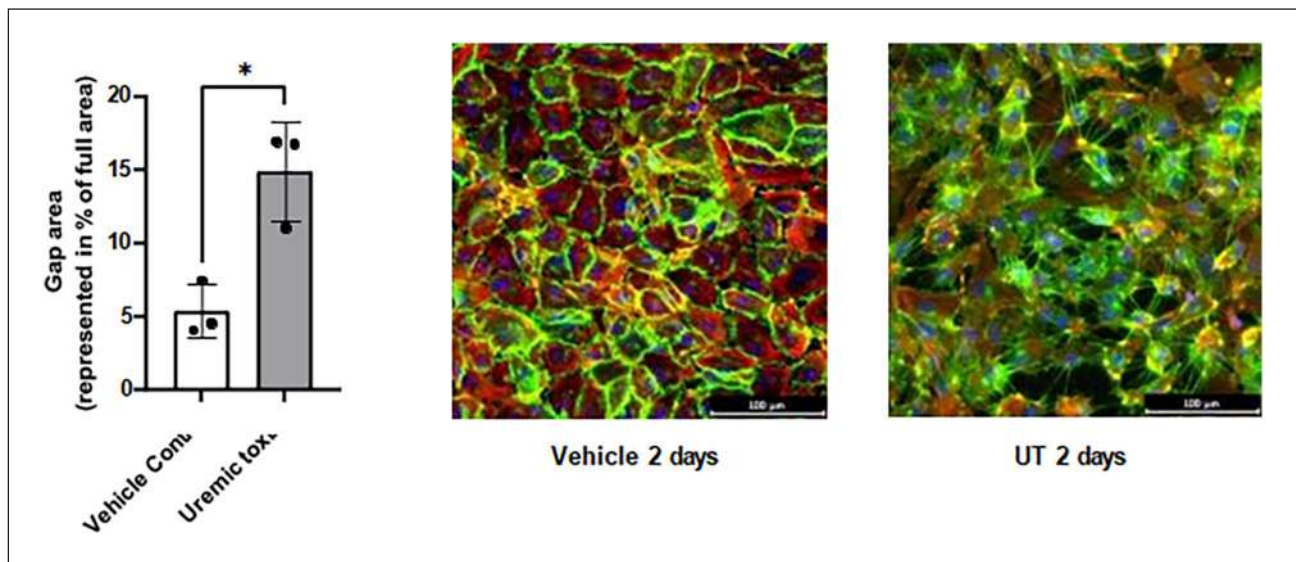 *
20
15
10
5
0
Gap area
(represented in % of full area)
Vehicle Cont
Uremic tox
100 µm
100 µm
Vehicle 2 days
UT 2 days